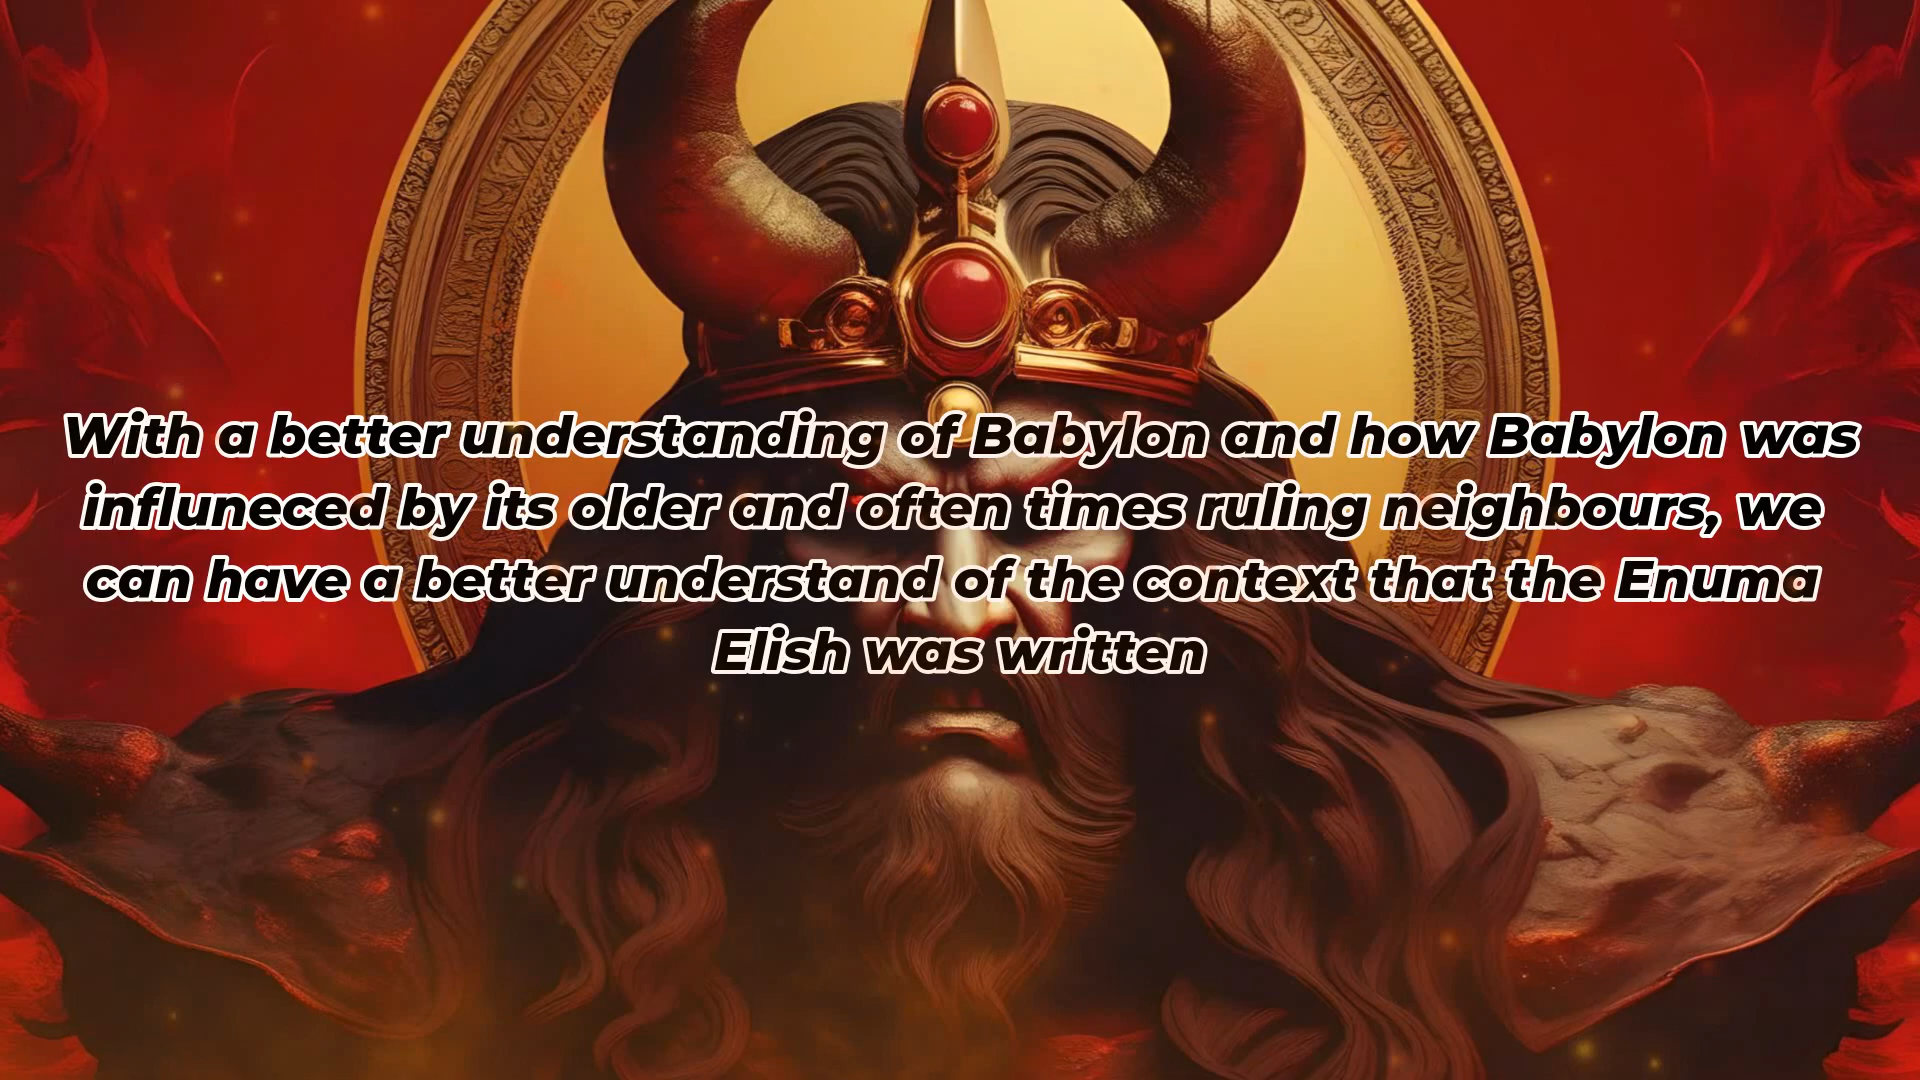 With a better understanding of Babylon and how Babylon was
influneced by its older and often times ruling neighbours, we
can have a better understand of the context that the Enuma
Elish was written